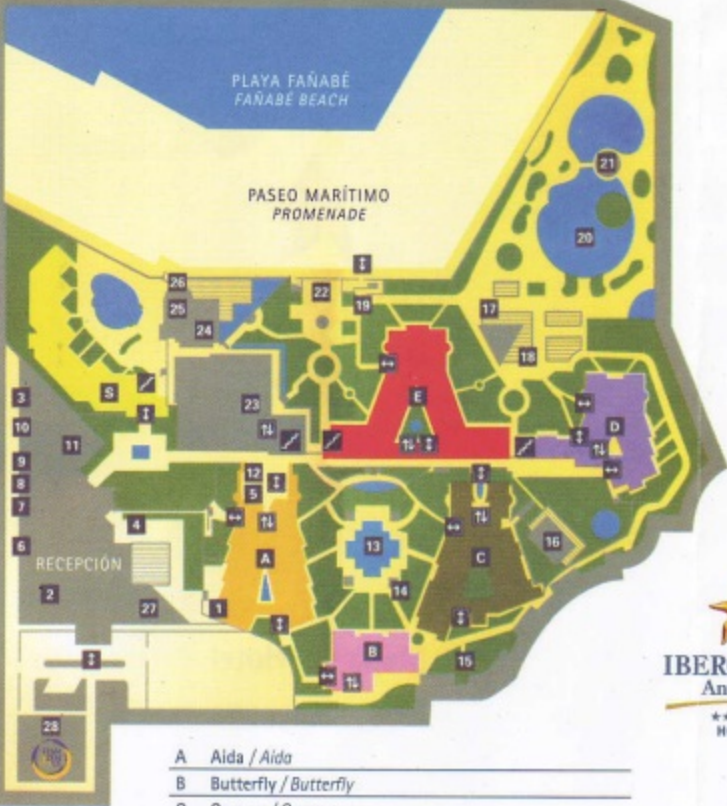 PLAYA FAÑABÉ
FAÑABÉ BEACH
PASEO MARÍTIMO
PROMENADE
21
20
26
25
24
22
19
17
18
S
3
10
11
9
8
7
6
23
E
D
12
5
4
A
13
C
16
RECEPCIÓN
2
27
1
14
B
15
28
IBER
An
A Aida / Aida
B Butterfly / Butterfly